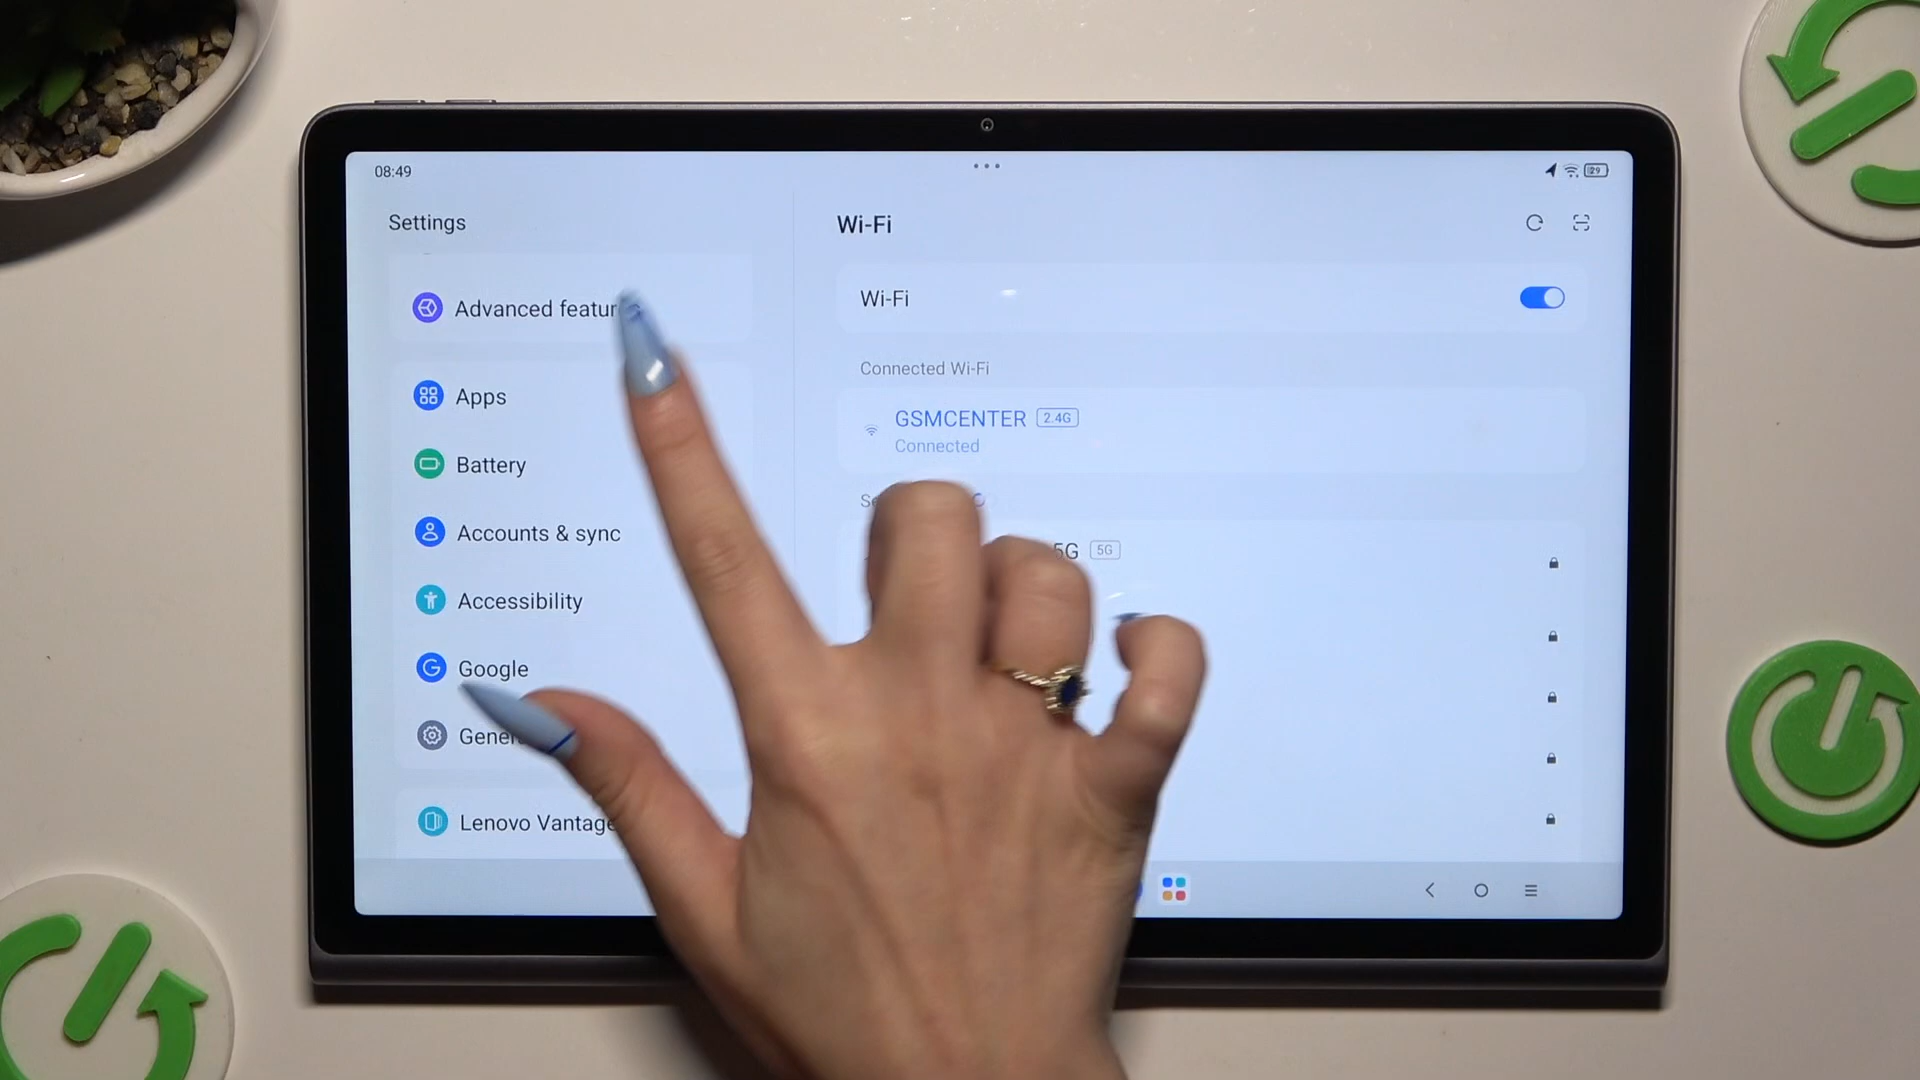 08:49
29
Settings
Wi-Fi
Advanced featur
Wi-Fi
Connected Wi-Fi
Apps
GSMCENTER 2.4G
Connected
Battery
Accounts & sync
5G 5G
Accessibility
Google
Gene
Lenovo Vantage